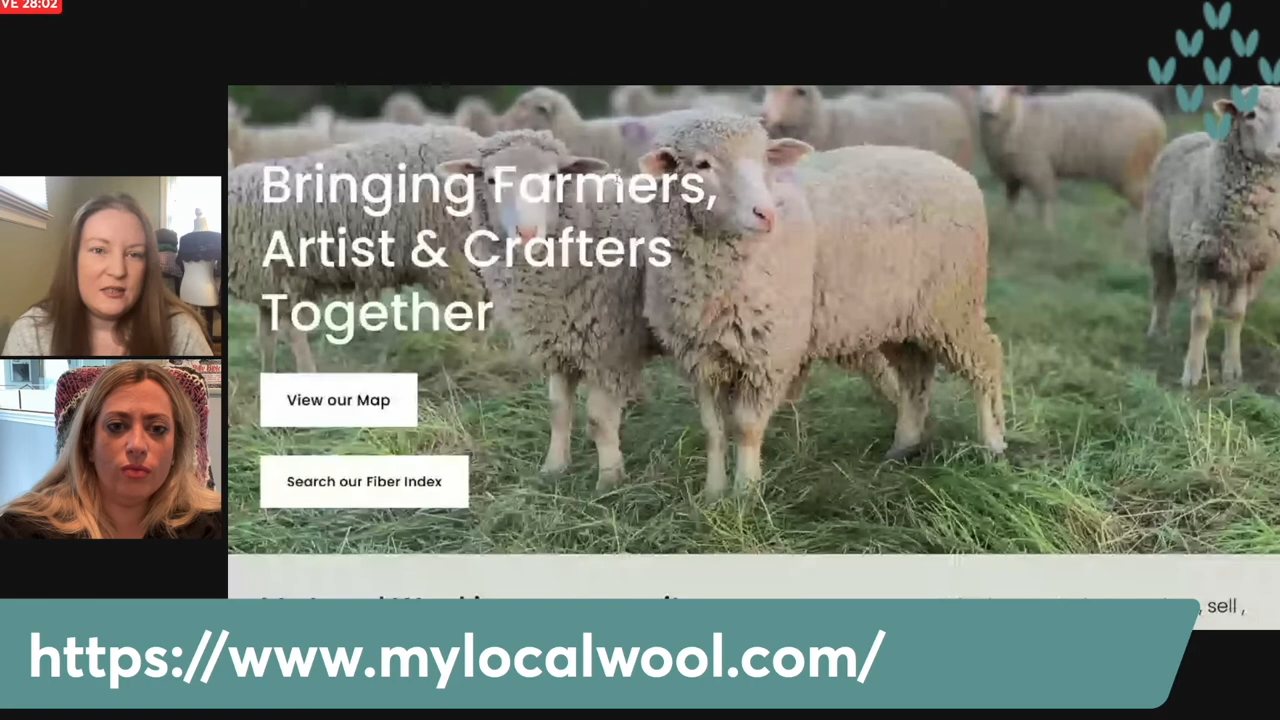 VE 28:02
Bringing Farmers,
Artist & Crafters
Together
View our Map
Search our Fiber Index
, sell ,
https://www.mylocalwool.com/